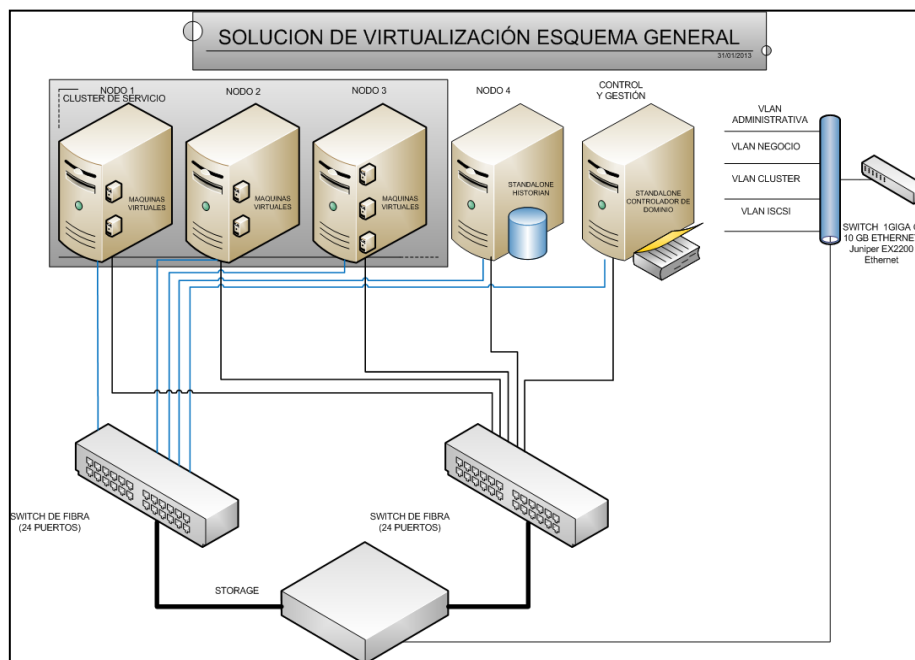 SOLUCION DE VIRTUALIZACIÓN ESQUEMA GENERAL
31/01/2013
NODO 1
CLUSTER DE SERVICIO
NODO 2
NODO 3
NODO 4
CONTROL
Y GESTIÓN
MAQUINAS
VIRTUALES
MAQUINAS
VIRTUALES
MAQUINAS
VIRTUALES
STANDALONE
HISTORIAN
STANDALONE
CONTROLADOR DE
DOMINIO
VLAN
ADMINISTRATIVA
VLAN NEGOCIO
VLAN CLUSTER
VLAN ISCSI
SWITCH 1GIGA
10 GB ETHERNET
Juniper EX2200
Ethernet
SWITCH DE FIBRA
(24 PUERTOS)
SWITCH DE FIBRA
(24 PUERTOS)
STORAGE